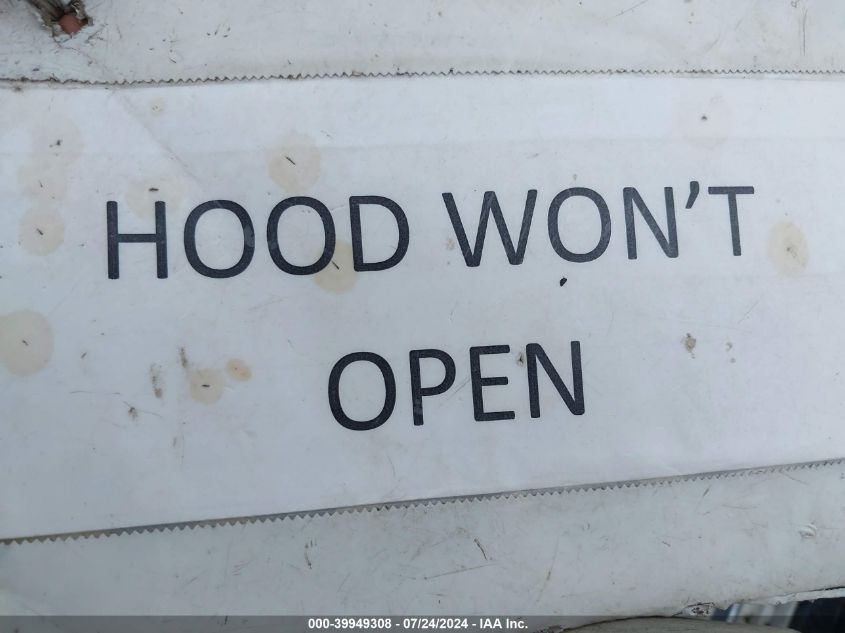 HOOD WON'T
OPEN
000-39949308 / 07/24/2024 - IAA Inc.